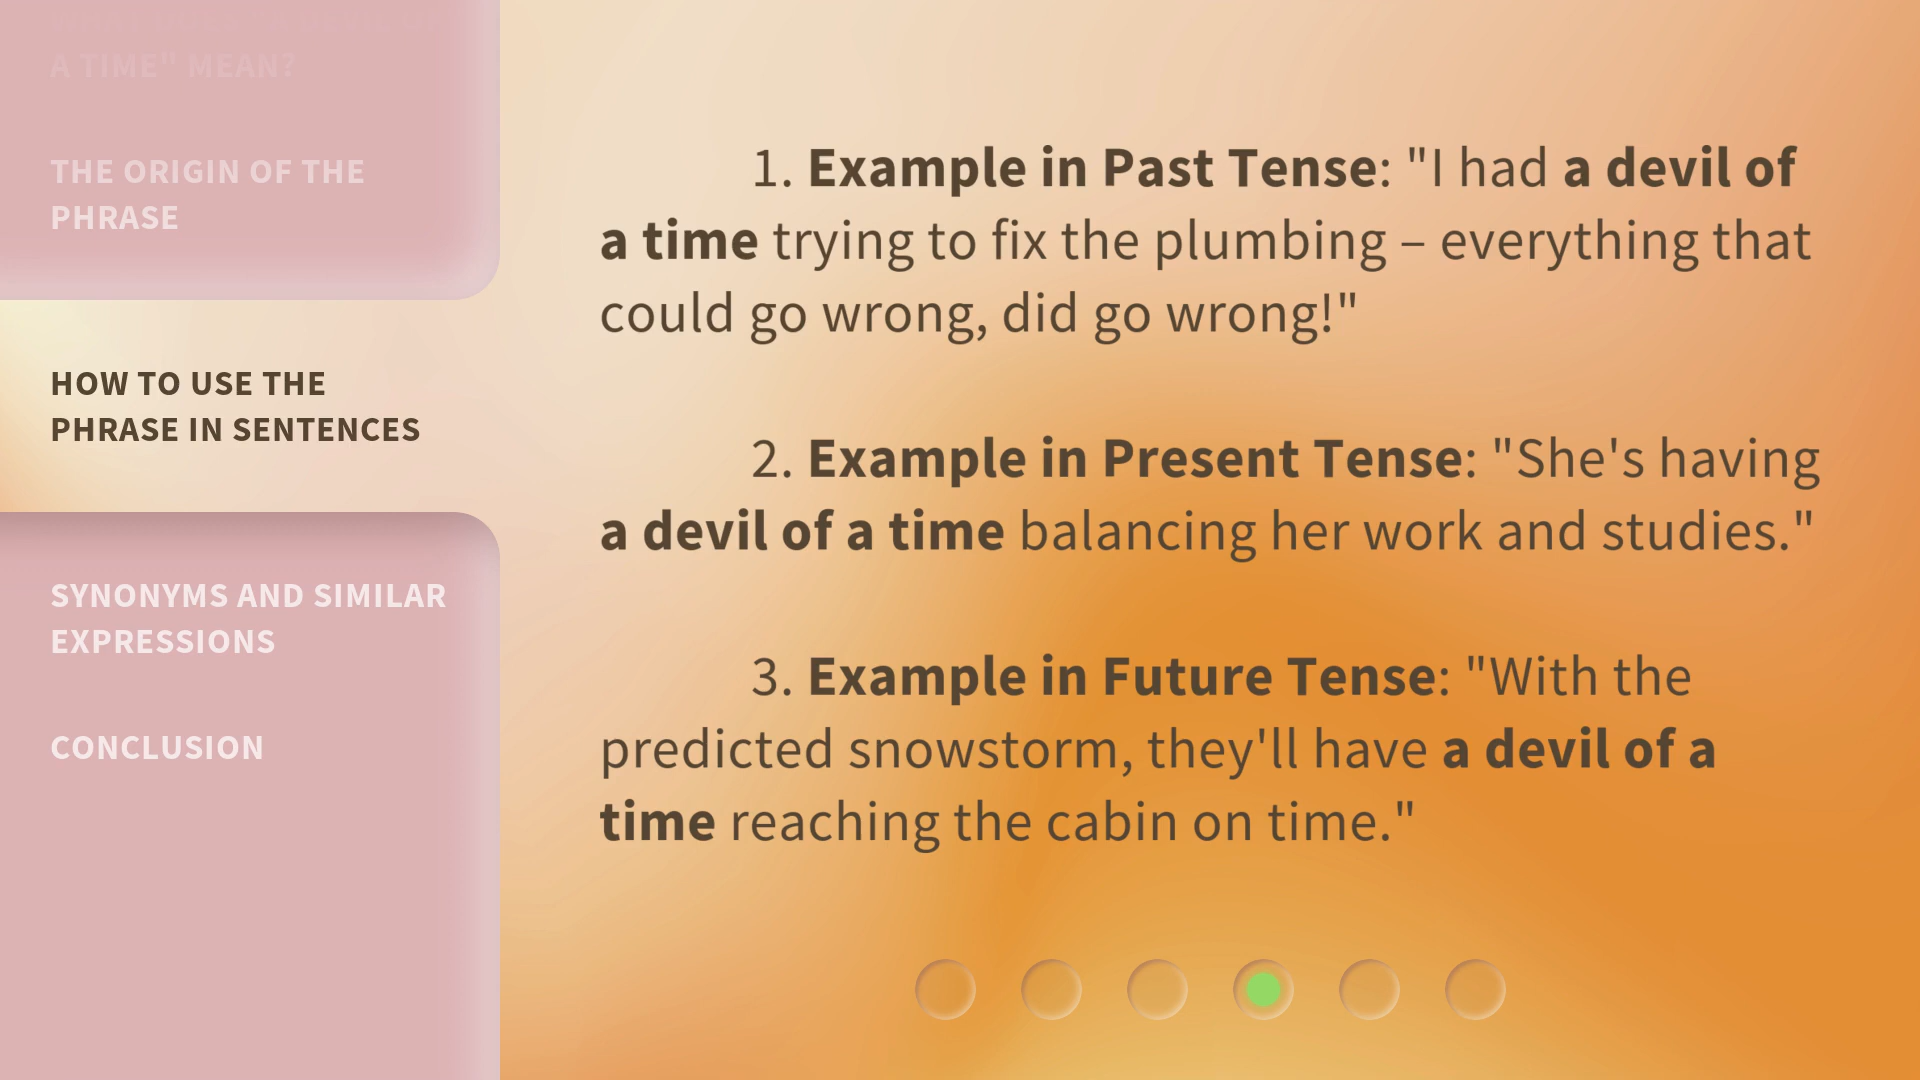 A TIME" MEAN?
THE ORIGIN OF THE
PHRASE
HOW TO USE THE
PHRASE IN SENTENCES
SYNONYMS AND SIMILAR
EXPRESSIONS
CONCLUSION
1. Example in Past Tense: "I had a devil of
a time trying to fix the plumbing – everything that
could go wrong, did go wrong!"
2. Example in Present Tense: "She's having
a devil of a time balancing her work and studies."
3. Example in Future Tense: "With the
predicted snowstorm, they'll have a devil of a
time reaching the cabin on time."